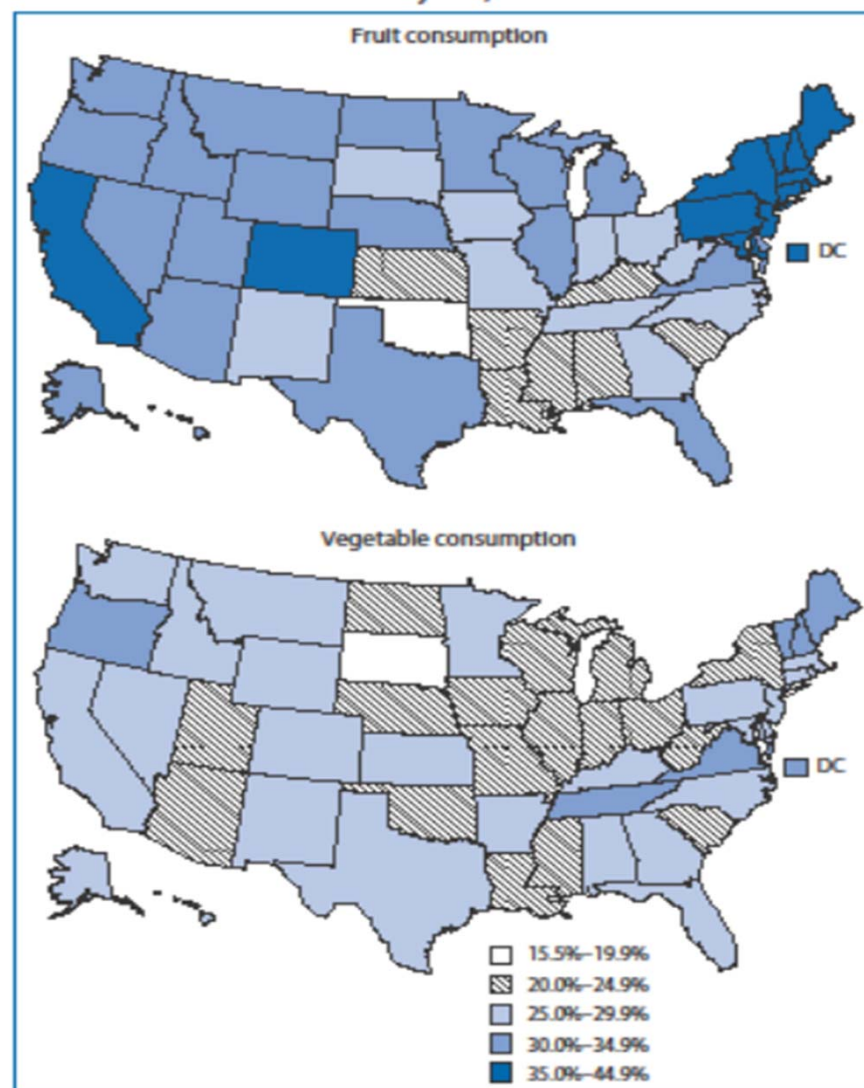 Fruit consumption
DC
Vegetable consumption
DC
15.5%–19.9%
20.0%–24.9%
25.0%–29.9%
30.0%–34.9%
35.0%–44.9%